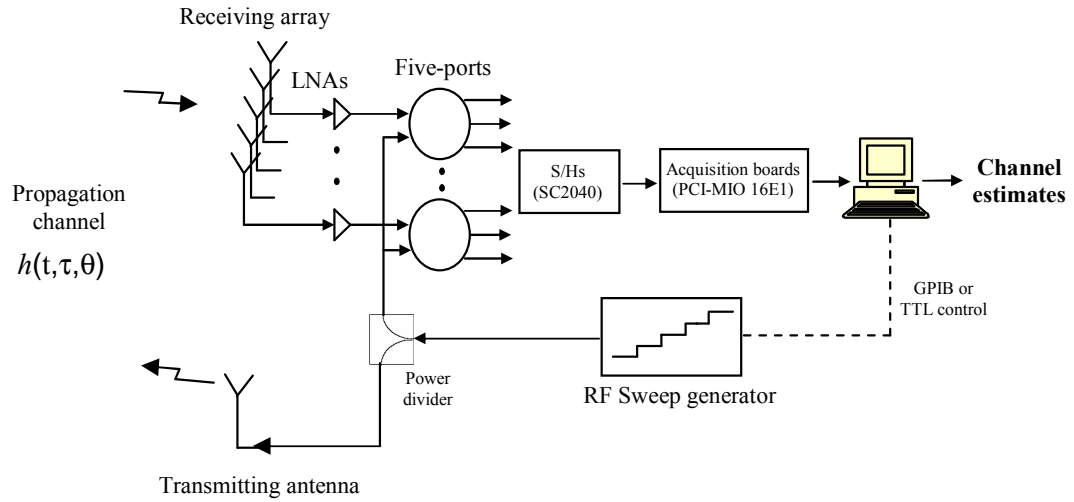 Receiving array
LNAs
Five-ports
S/Hs
(SC2040)
Acquisition boards
(PCI-MIO 16E1)
Channel
estimates
Propagation
channel
h(t,τ,θ)
GPIB or
TTL control
Power
divider
RF Sweep generator
Transmitting antenna